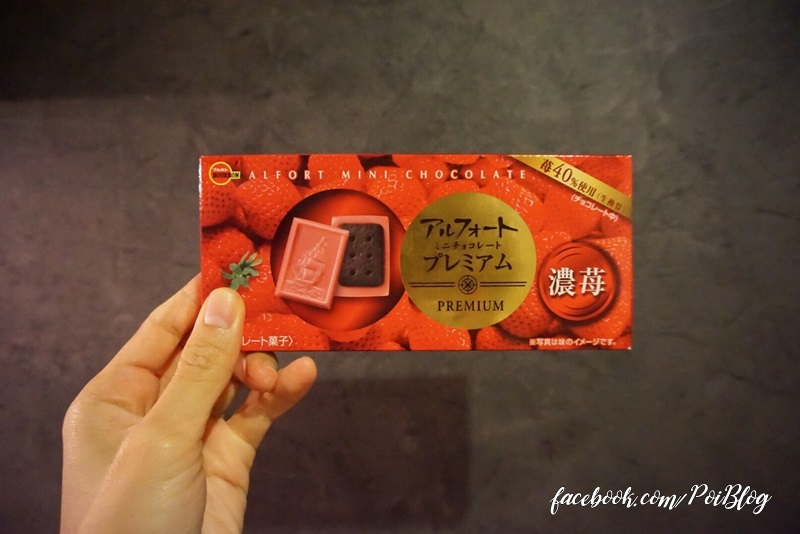 ALFORT MINI CHOCOLATE
苺40%使用
(チョコレート中)
アルフォート
ミニチョコレート
プレミアム
PREMIUM
濃苺
レート菓子〉
※写真は味のイメージです。
facebook.com/PoiBlog